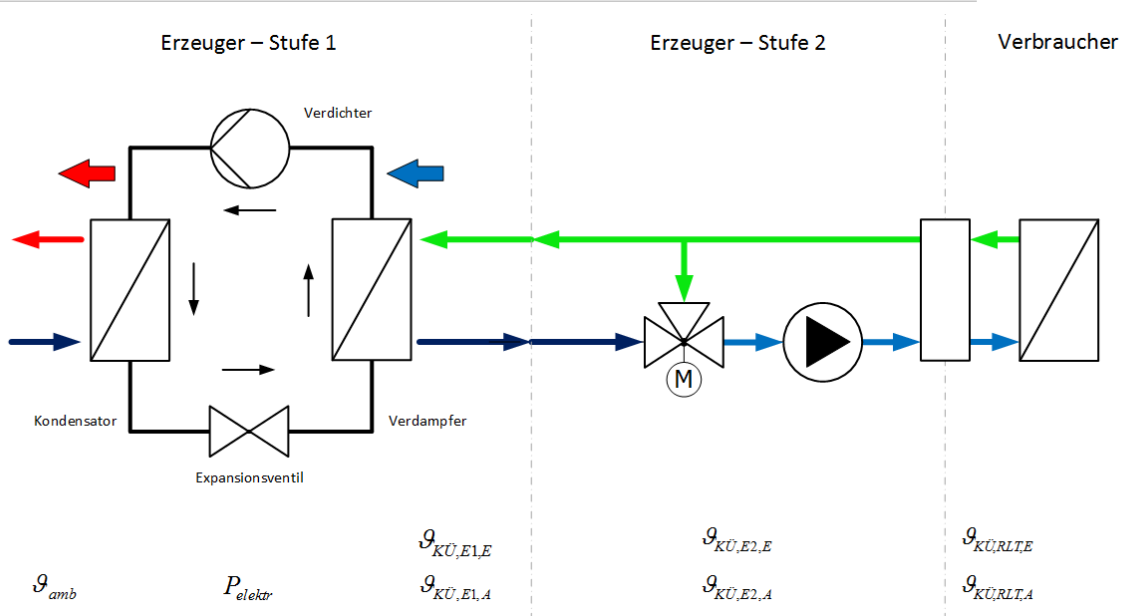 Erzeuger – Stufe 1
Erzeuger – Stufe 2
Verbraucher
Verdichter
M
Kondensator
Verdampfer
Expansionsventil
ϑKÜ,E1,E
ϑKÜ,E2,E
ϑKÜ,RLT,E
ϑamb
Pelektr
ϑKÜ,E1,A
ϑKÜ,E2,A
ϑKÜ,RLT,A